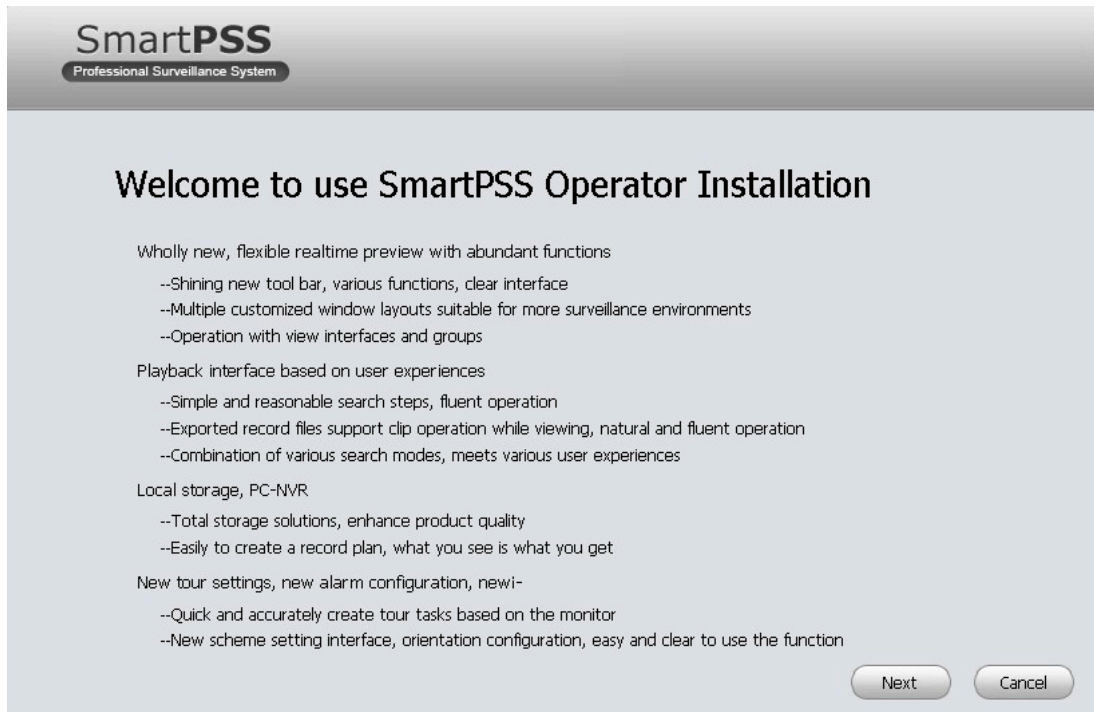 SmartPSS
Professional Surveillance System
Welcome to use SmartPSS Operator Installation
Wholly new, flexible realtime preview with abundant functions
--Shining new tool bar, various functions, clear interface
--Multiple customized window layouts suitable for more surveillance environments
--Operation with view interfaces and groups
Playback interface based on user experiences
--Simple and reasonable search steps, fluent operation
--Exported record files support clip operation while viewing, natural and fluent operation
--Combination of various search modes, meets various user experiences
Local storage, PC-NVR
--Total storage solutions, enhance product quality
--Easily to create a record plan, what you see is what you get
New tour settings, new alarm configuration, newi-
--Quick and accurately create tour tasks based on the monitor
--New scheme setting interface, orientation configuration, easy and clear to use the function
Next
Cancel